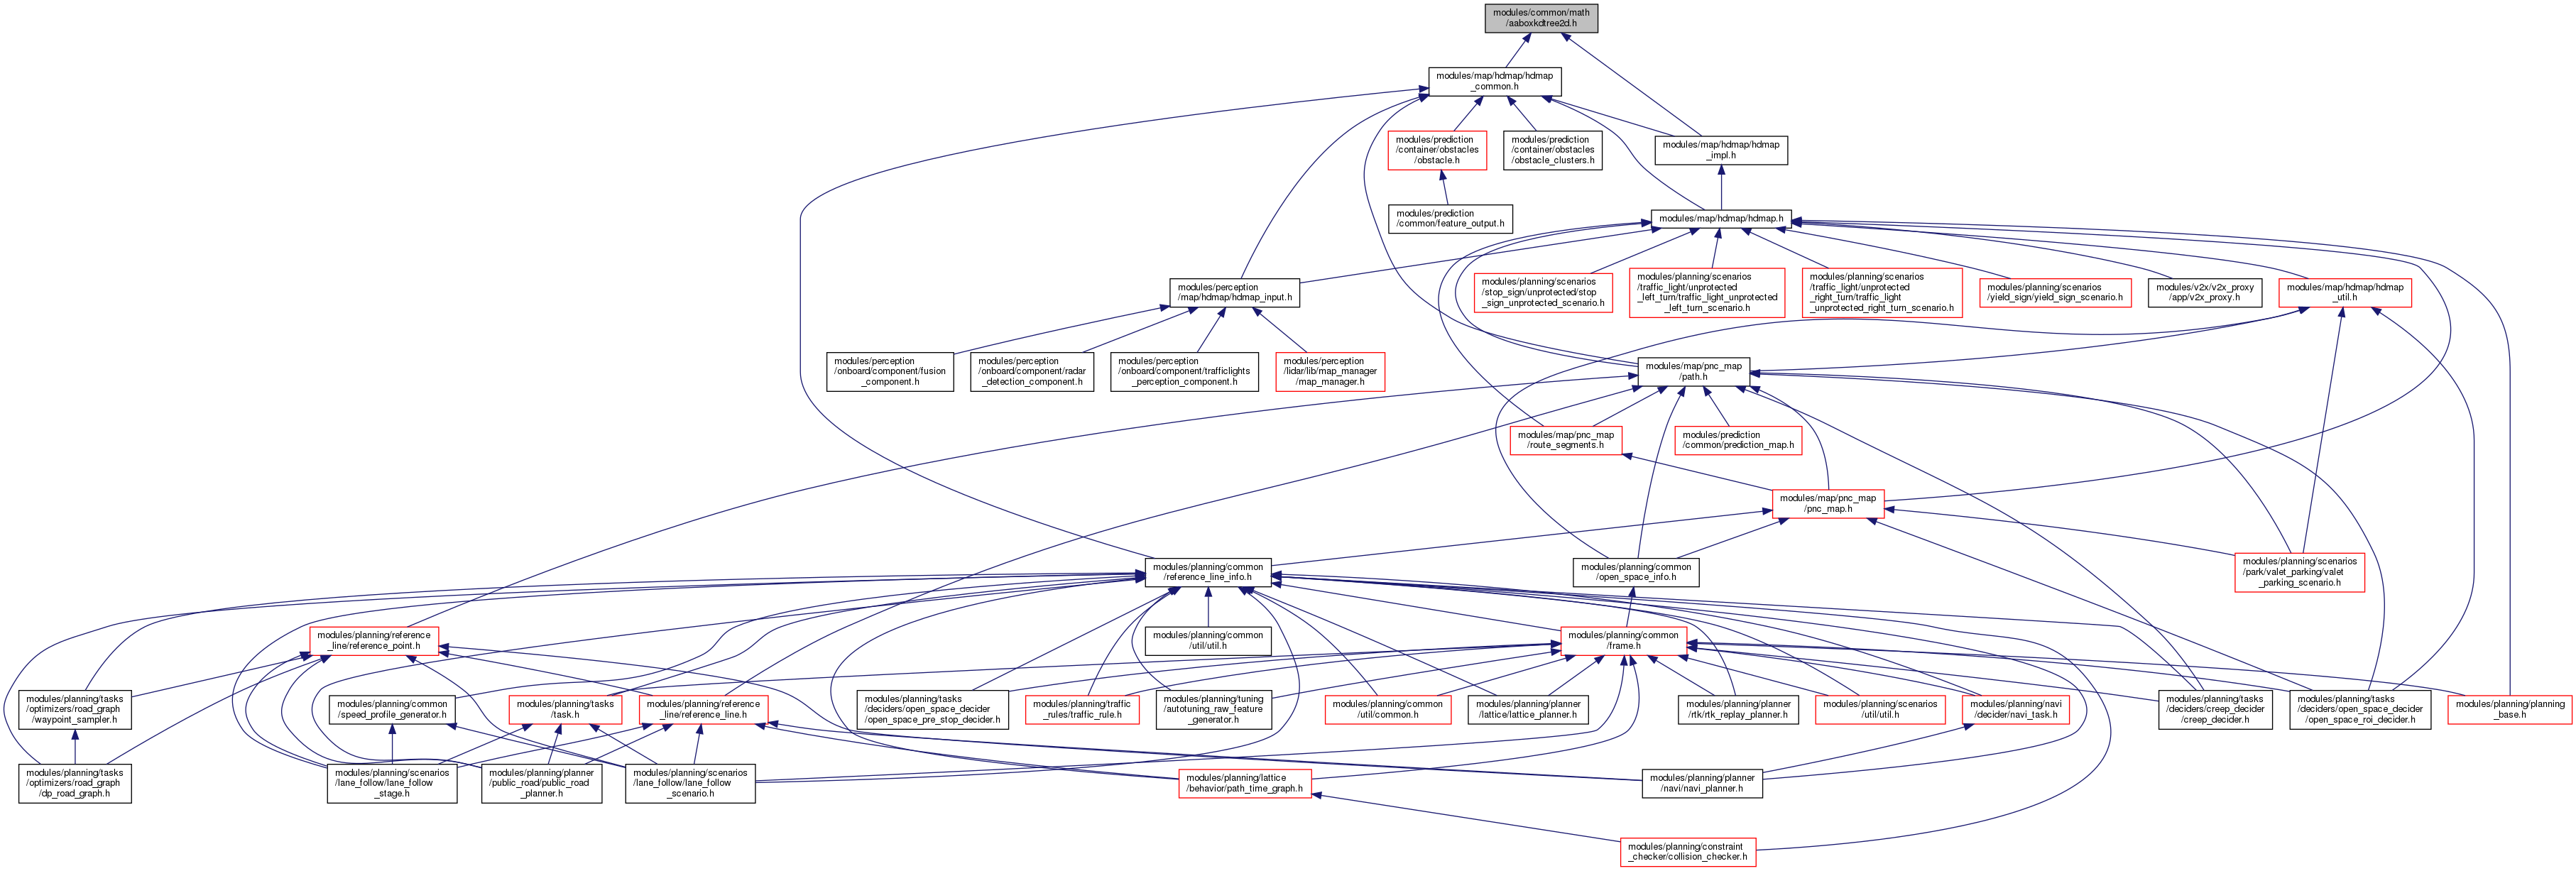 modules/common/math
/aaboxkdtree2d.h
modules/map/hdmap/hdmap
_common.h
modules/prediction
/container/obstacles
/obstacle.h
modules/prediction
/container/obstacles
/obstacle_clusters.h
modules/map/hdmap/hdmap
_impl.h
modules/prediction
/common/feature_output.h
modules/map/hdmap/hdmap.h
modules/perception
/map/hdmap/hdmap_input.h
modules/planning/scenarios
/stop_sign/unprotected/stop
_sign_unprotected_scenario.h
modules/planning/scenarios
/traffic_light/unprotected
_left_turn/traffic_light_unprotected
_left_turn_scenario.h
modules/planning/scenarios
/traffic_light/unprotected
_right_turn/traffic_light
_unprotected_right_turn_scenario.h
modules/planning/scenarios
/yield_sign/yield_sign_scenario.h
modules/v2x/v2x_proxy
/app/v2x_proxy.h
modules/map/hdmap/hdmap
_util.h
modules/perception
/onboard/component/fusion
_component.h
modules/perception
/onboard/component/radar
_detection_component.h
modules/perception
/onboard/component/trafficlights
_perception_component.h
modules/perception
/lidar/lib/map_manager
/map_manager.h
modules/map/pnc_map
/path.h
modules/map/pnc_map
/route_segments.h
modules/prediction
/common/prediction_map.h
modules/map/pnc_map
/pnc_map.h
modules/planning/common
/reference_line_info.h
modules/planning/common
/open_space_info.h
modules/planning/scenarios
/park/valet_parking/valet
_parking_scenario.h
modules/planning/reference
_line/reference_point.h
modules/planning/common
/util/util.h
modules/planning/common
/frame.h
modules/planning/tasks
/optimizers/road_graph
/waypoint_sampler.h
modules/planning/common
/speed_profile_generator.h
modules/planning/tasks
/task.h
modules/planning/reference
_line/reference_line.h
modules/planning/tasks
/deciders/open_space_decider
/open_space_pre_stop_decider.h
modules/planning/traffic
_rules/traffic_rule.h
modules/planning/tuning
/autotuning_raw_feature
_generator.h
modules/planning/common
/util/common.h
modules/planning/planner
/lattice/lattice_planner.h
modules/planning/planner
/rtk/rtk_replay_planner.h
modules/planning/scenarios
/util/util.h
modules/planning/navi
/decider/navi_task.h
modules/planning/tasks
/deciders/creep_decider
/creep_decider.h
modules/planning/tasks
/deciders/open_space_decider
/open_space_roi_decider.h
modules/planning/planning
_base.h
modules/planning/tasks
/optimizers/road_graph
/dp_road_graph.h
modules/planning/scenarios
/lane_follow/lane_follow
_stage.h
modules/planning/planner
/public_road/public_road
_planner.h
modules/planning/scenarios
/lane_follow/lane_follow
_scenario.h
modules/planning/lattice
/behavior/path_time_graph.h
modules/planning/planner
/navi/navi_planner.h
modules/planning/constraint
_checker/collision_checker.h